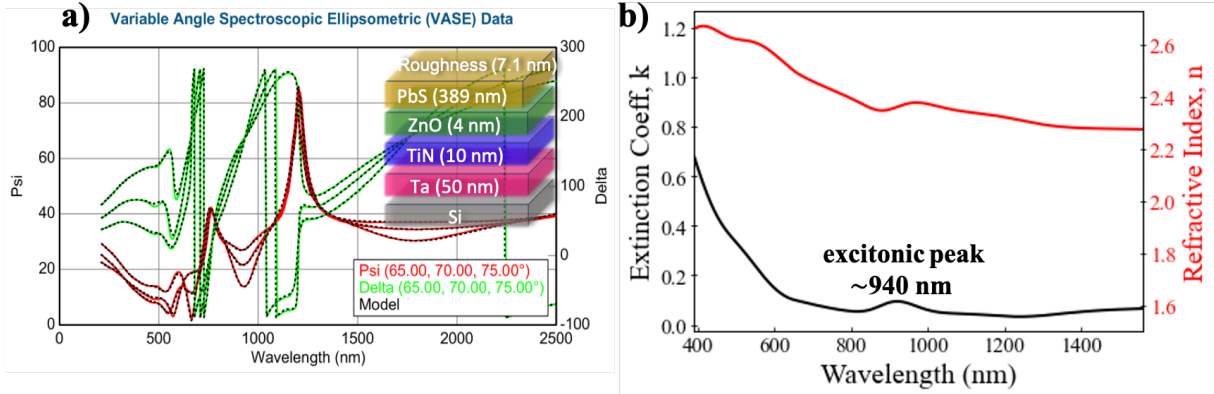 a)
Variable Angle Spectroscopic Ellipsometric (VASE) Data
100
80
60
40
20
0
Psi
300
200
100
0
-100
Delta
0
500
1000
1500
2000
2500
Wavelength (nm)
Roughness (7.1 nm)
PbS (389 nm)
ZnO (4 nm)
TiN (10 nm)
Ta (50 nm)
Si
Psi (65.00, 70.00, 75.00°)
Delta (65.00, 70.00, 75.00°)
Model
b)
1.2
1.0
0.8
0.6
0.4
0.2
0.0
Extinction Coeff, k
2.6
2.4
2.2
2.0
1.8
1.6
Refractive Index, n
excitonic peak
~940 nm
400
600
800
1000
1200
1400
Wavelength (nm)